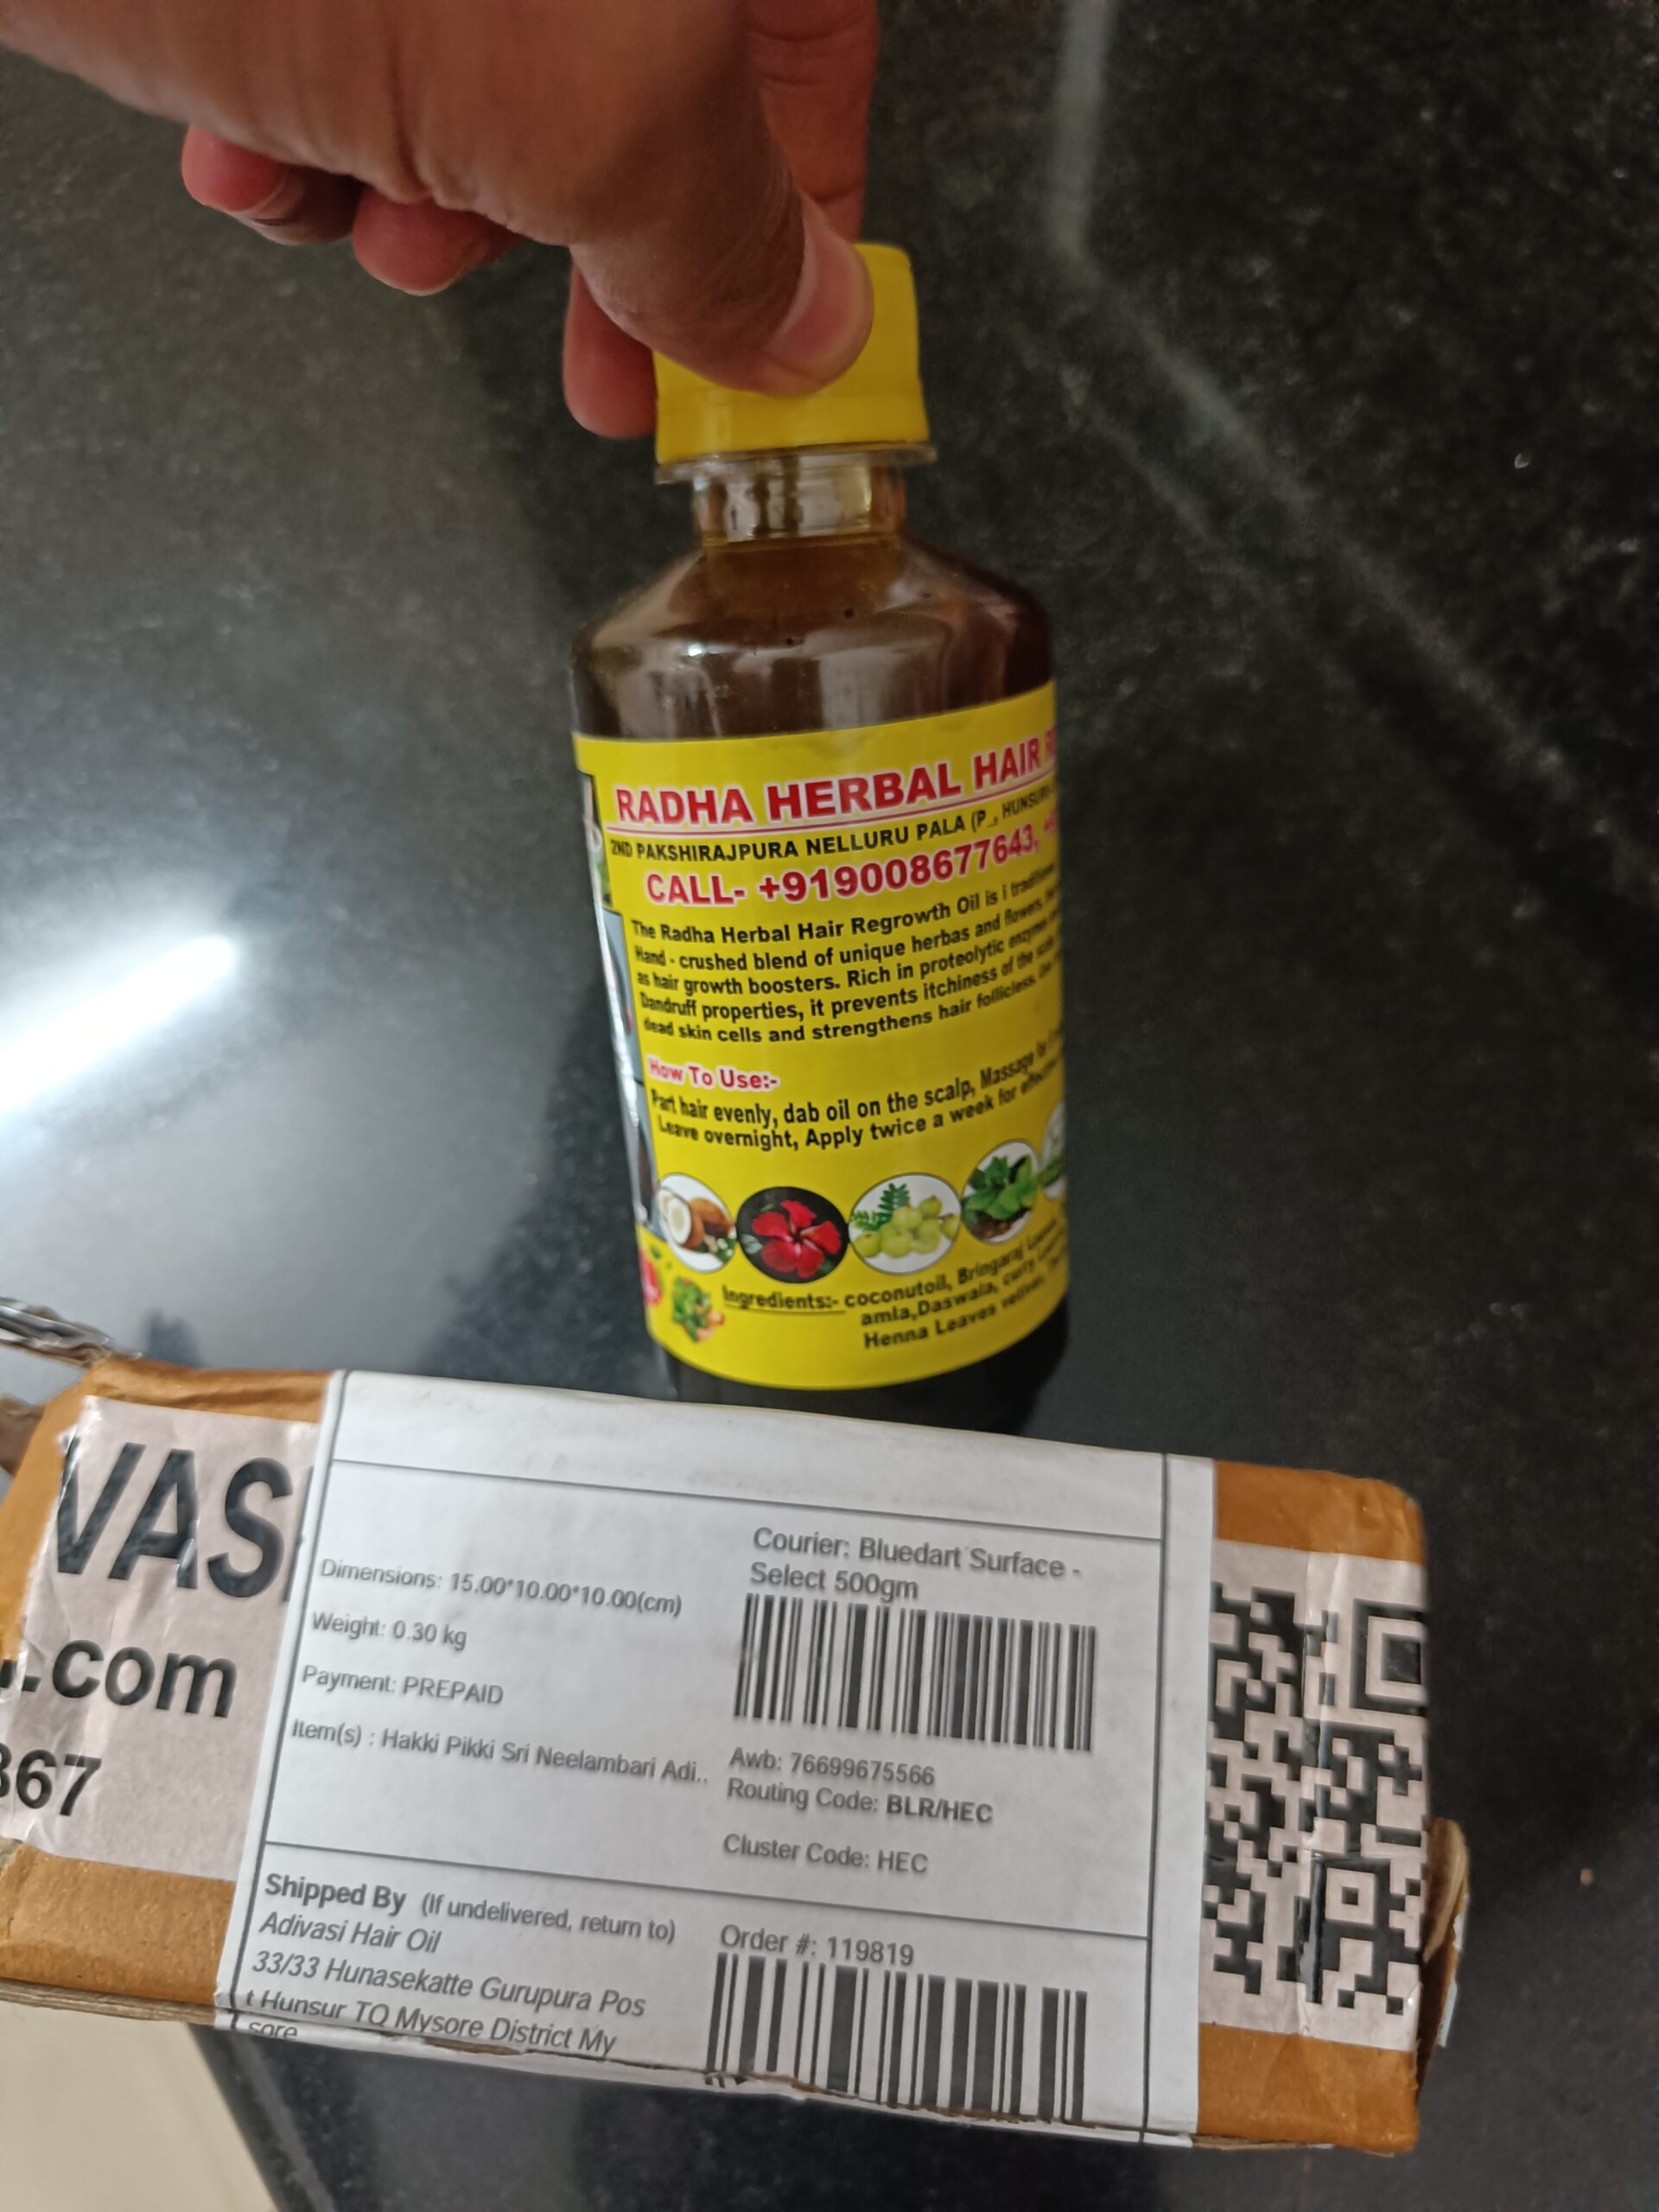 RADHA HERBAL HAIR
2ND PAKSHIRAJPURA NELLURU PALA (P.,
CALL- +919008677643,
The Radha Herbal Hair Regrowth Oil is i
Hand - crushed blend of unique herbas and flowers,
as hair growth boosters. Rich in proteolytic enzymes
Dandruff properties, it prevents itchiness of the
dead skin cells and strengthens hair follicless.
How To Use:-
Part hair evenly, dab oil on the scalp, Massage
Leave overnight, Apply twice a week for
Ingredients:- coconutoil, Bringaraj
amla,Daswala, curry
Henna Leaves
VAS
.com
367
Dimensions: 15.00*10.00*10.00(cm)
Weight: 0.30 kg
Payment: PREPAID
Item(s) : Hakki Pikki Sri Neelambari Adi..
Courier: Bluedart Surface -
Select 500gm
Awb: 76699675566
Routing Code: BLR/HEC
Cluster Code: HEC
Shipped By (If undelivered, return to)
Adivasi Hair Oil
33/33 Hunasekatte Gurupura Pos
t Hunsur TQ Mysore District My
sore
Order #: 119819